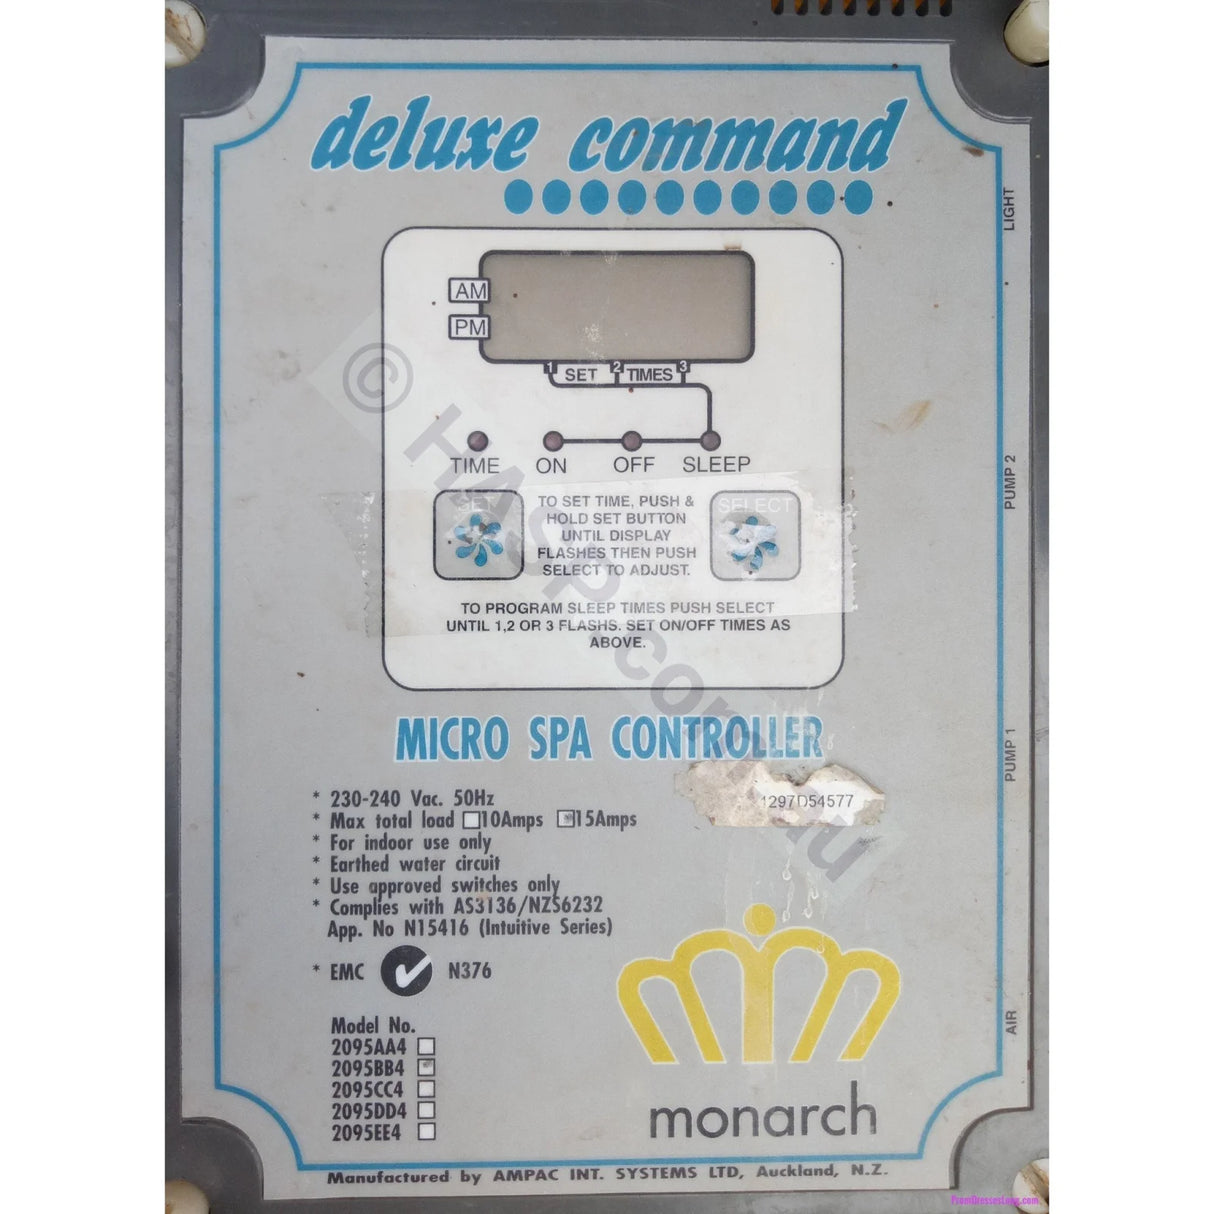 deluxe command
LIGHT
AM
PM
1 SET 2 TIMES 3
TIME ON OFF SLEEP
SET
TO SET TIME, PUSH &
HOLD SET BUTTON
UNTIL DISPLAY
FLASHES THEN PUSH
SELECT TO ADJUST.
SELECT
PUMP 2
TO PROGRAM SLEEP TIMES PUSH SELECT
UNTIL 1,2 OR 3 FLASHS. SET ON/OFF TIMES AS
ABOVE.
© HASP.com.au
MICRO SPA CONTROLLER
PUMP 1
1297D54577
* 230-240 Vac. 50Hz
* Max total load 10Amps 15Amps
* For indoor use only
* Earthed water circuit
* Use approved switches only
* Complies with AS3136/NZS6232
App. No N15416 (Intuitive Series)
* EMC N376
AIR
Model No.
2095AA4
2095BB4
2095CC4
2095DD4
2095EE4
monarch
Manufactured by AMPAC INT. SYSTEMS LTD, Auckland, N.Z.
PromDressesLong.com